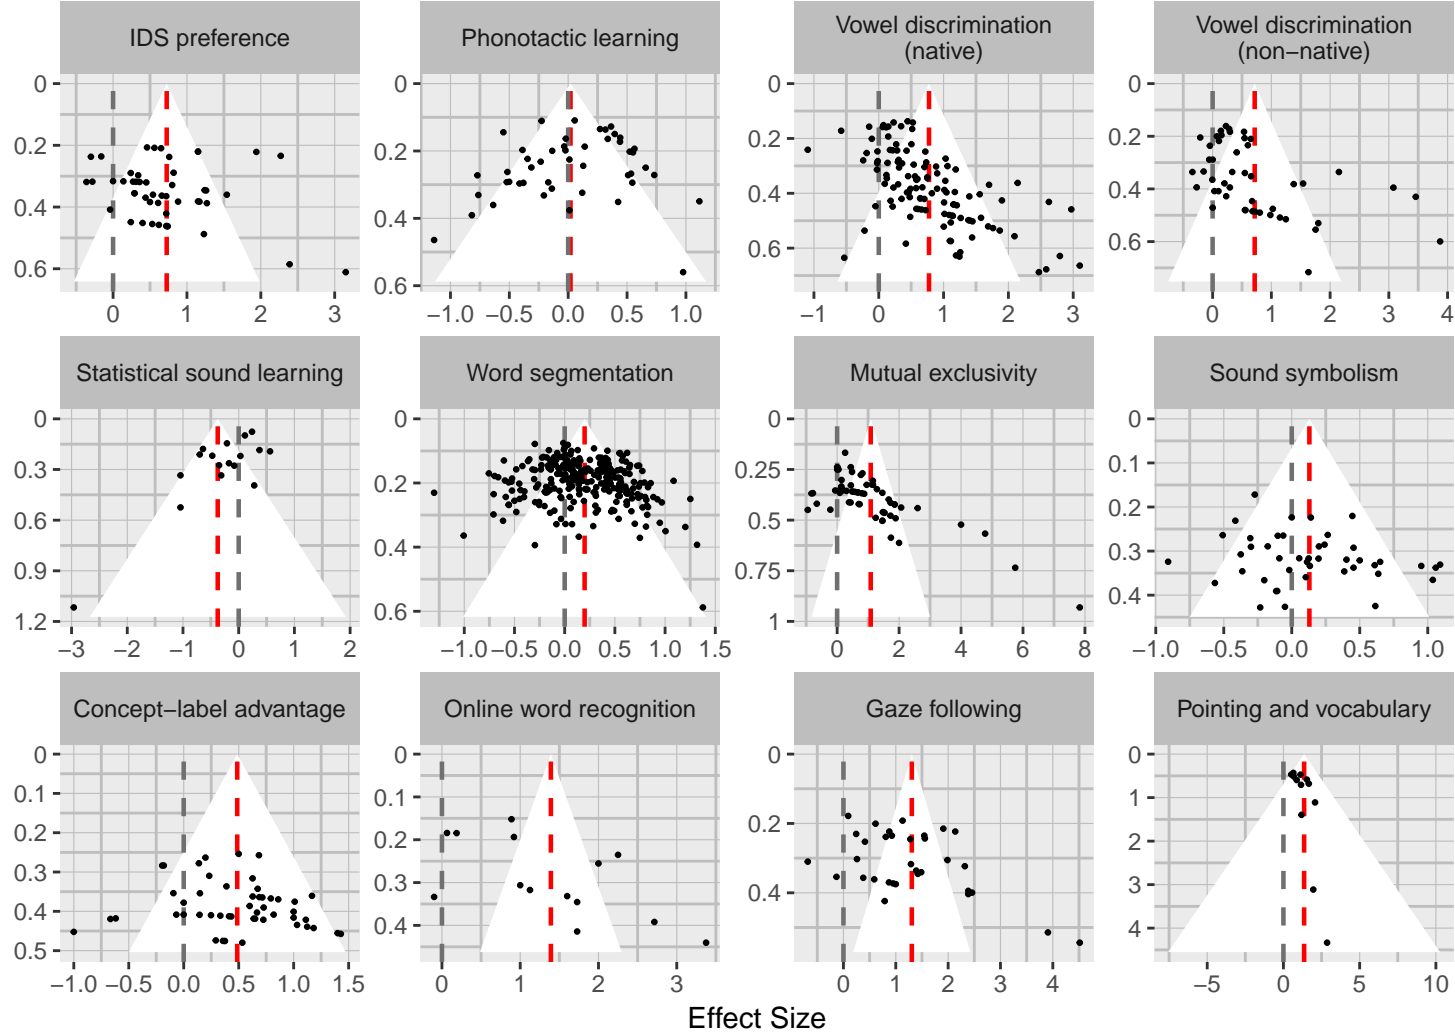 IDS preference
Phonotactic learning
Vowel discrimination
(native)
Vowel discrimination
(non−native)
0
0.2
0.4
0.6
0 1 2 3
0
0.1
0.2
0.3
0.4
0.5
0.6
−1.0 −0.5 0.0 0.5 1.0
0
0.2
0.4
0.6
−1 0 1 2 3
0
0.2
0.4
0.6
0 1 2 3 4
Statistical sound learning
Word segmentation
Mutual exclusivity
Sound symbolism
0
0.3
0.6
0.9
1.2
−3 −2 −1 0 1 2
0
0.2
0.4
0.6
−1.0 −0.5 0.0 0.5 1.0 1.5
0
0.25
0.5
0.75
1
0 2 4 6 8
0
0.1
0.2
0.3
0.4
−1.0 −0.5 0.0 0.5 1.0
Concept−label advantage
Online word recognition
Gaze following
Pointing and vocabulary
0
0.1
0.2
0.3
0.4
0.5
−1.0 −0.5 0.0 0.5 1.0 1.5
0
0.1
0.2
0.3
0.4
0 1 2 3
0
0.2
0.4
0 1 2 3 4
0
1
2
3
4
−5 0 5 10
Effect Size